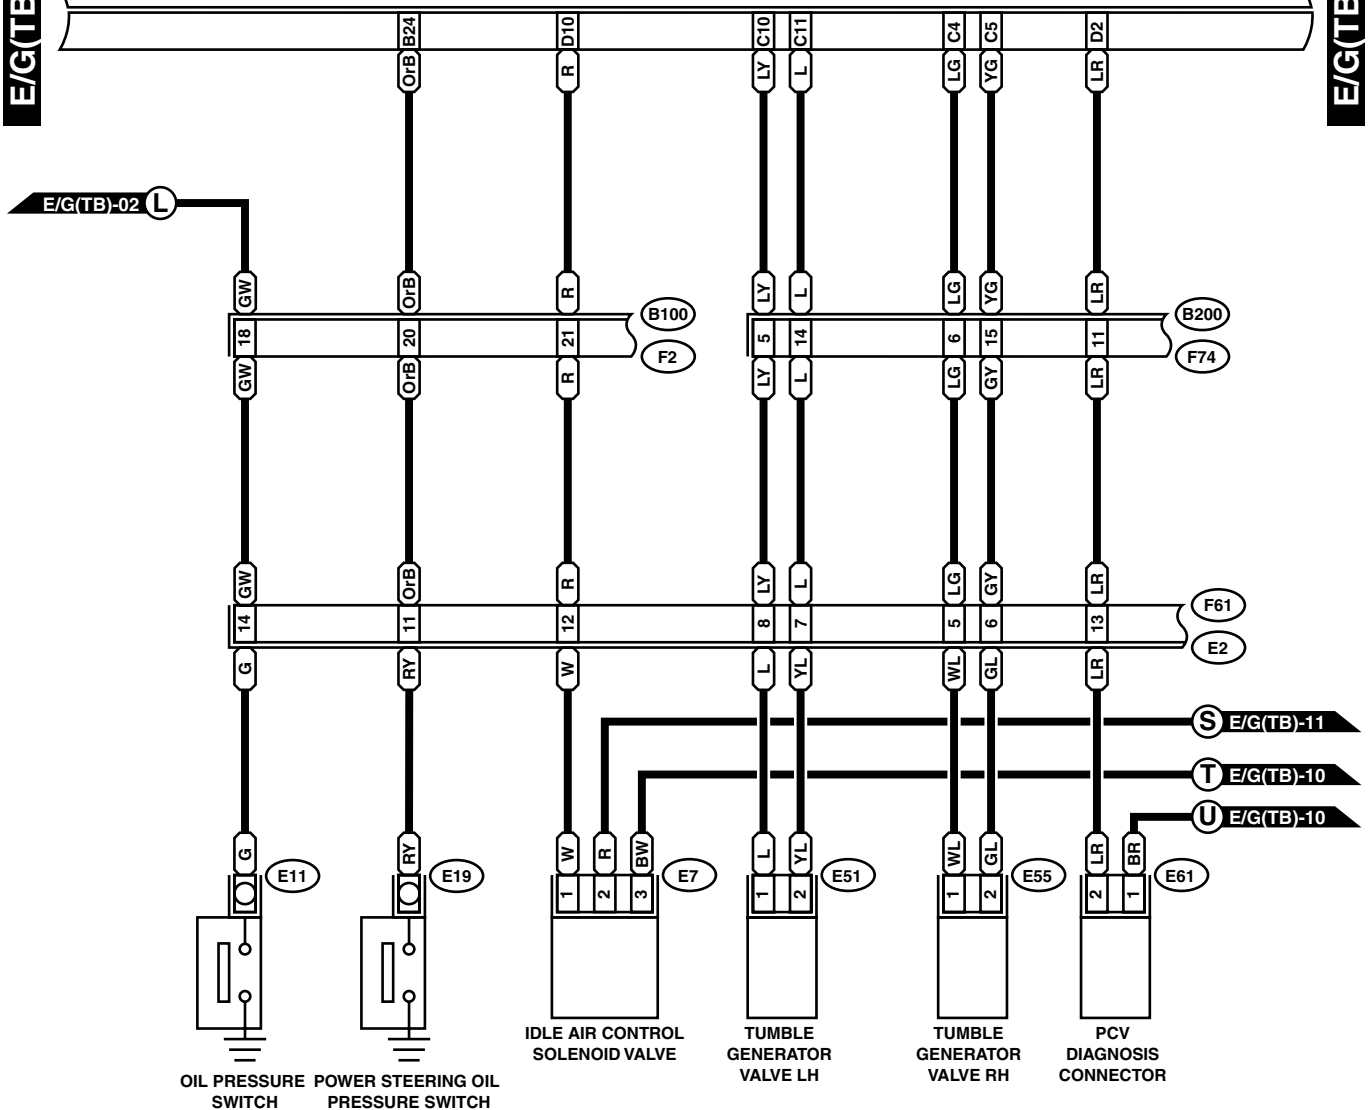 E/G(TB
E/G(TB
B24 D10 C10 C11 C4 C5 D2
OrB R LY L LG YG LR
E/G(TB)-02 L
GW OrB R LY L LG YG LR
B100 B200
18 20 21 5 14 6 15 11
F2 F74
GW OrB R LY L LG GY LR
GW OrB R LY L LG GY LR
F61
14 11 12 8 7 5 6 13
E2
G RY W L YL WL GL LR
S E/G(TB)-11
T E/G(TB)-10
U E/G(TB)-10
G RY W R BW L YL WL GL LR BR
E11 E19 E7 E51 E55 E61
1 2 3 1 2 1 2 2 1
IDLE AIR CONTROL
SOLENOID VALVE
TUMBLE
GENERATOR
VALVE LH
TUMBLE
GENERATOR
VALVE RH
PCV
DIAGNOSIS
CONNECTOR
OIL PRESSURE
SWITCH
POWER STEERING OIL
PRESSURE SWITCH